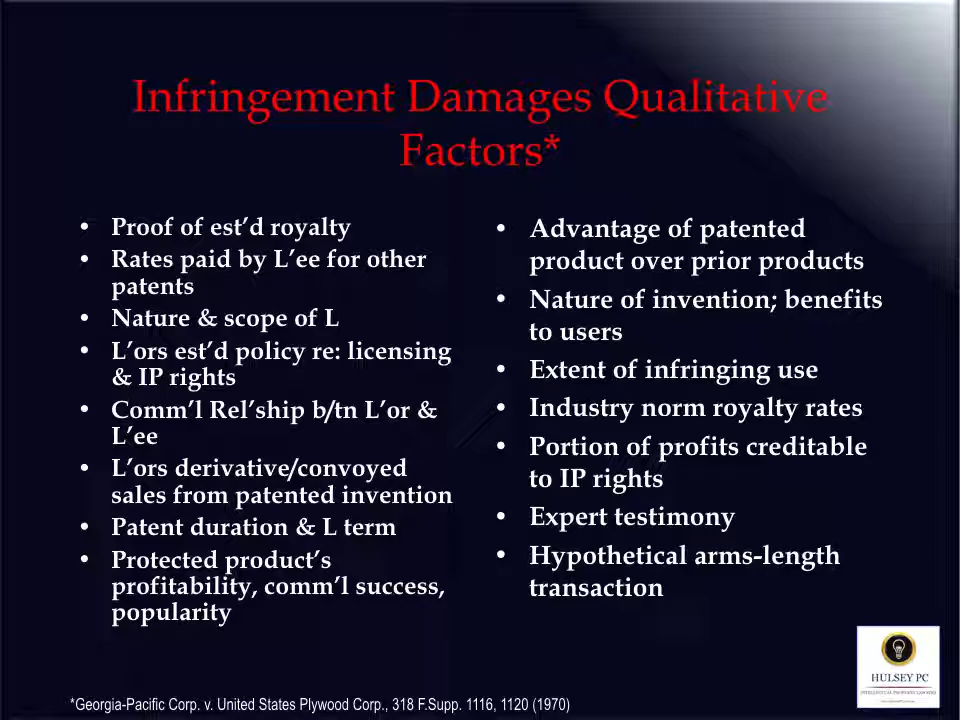 Infringement Damages Qualitative
Factors*
• Proof of est’d royalty
• Rates paid by L’ee for other
patents
• Nature & scope of L
• L’ors est’d policy re: licensing
& IP rights
• Comm’l Rel’ship b/tn L’or &
L’ee
• L’ors derivative/convoyed
sales from patented invention
• Patent duration & L term
• Protected product’s
profitability, comm’l success,
popularity
• Advantage of patented
product over prior products
• Nature of invention; benefits
to users
• Extent of infringing use
• Industry norm royalty rates
• Portion of profits creditable
to IP rights
• Expert testimony
• Hypothetical arms-length
transaction
HULSEY PC
INTELLECTUAL PROPERTY LAWYERS
*Georgia-Pacific Corp. v. United States Plywood Corp., 318 F.Supp. 1116, 1120 (1970)